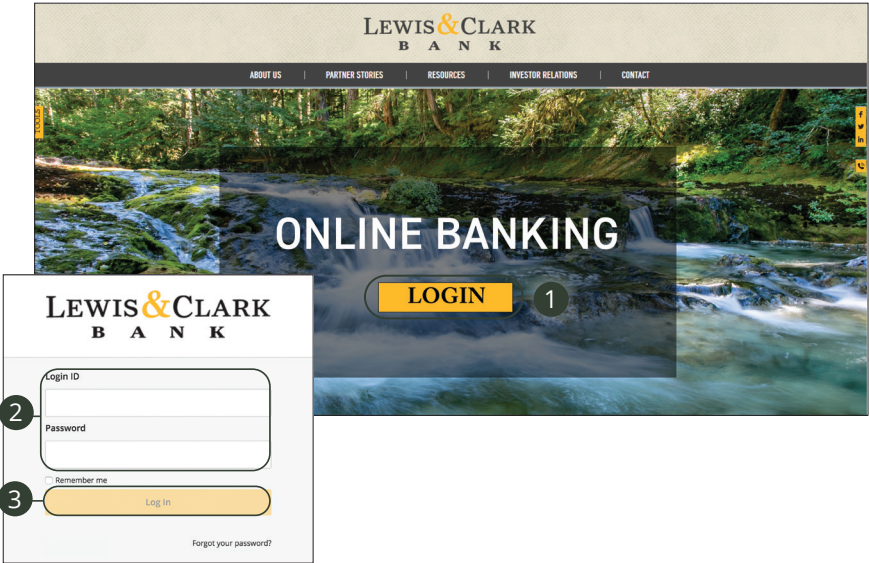 LEWIS&CLARK
BANK
ABOUT US | PARTNER STORIES | RESOURCES | INVESTOR RELATIONS | CONTACT
TOOLS
ONLINE BANKING
LOGIN
1
LEWIS&CLARK
BANK
Login ID
2
Password
Remember me
3
Log In
Forgot your password?